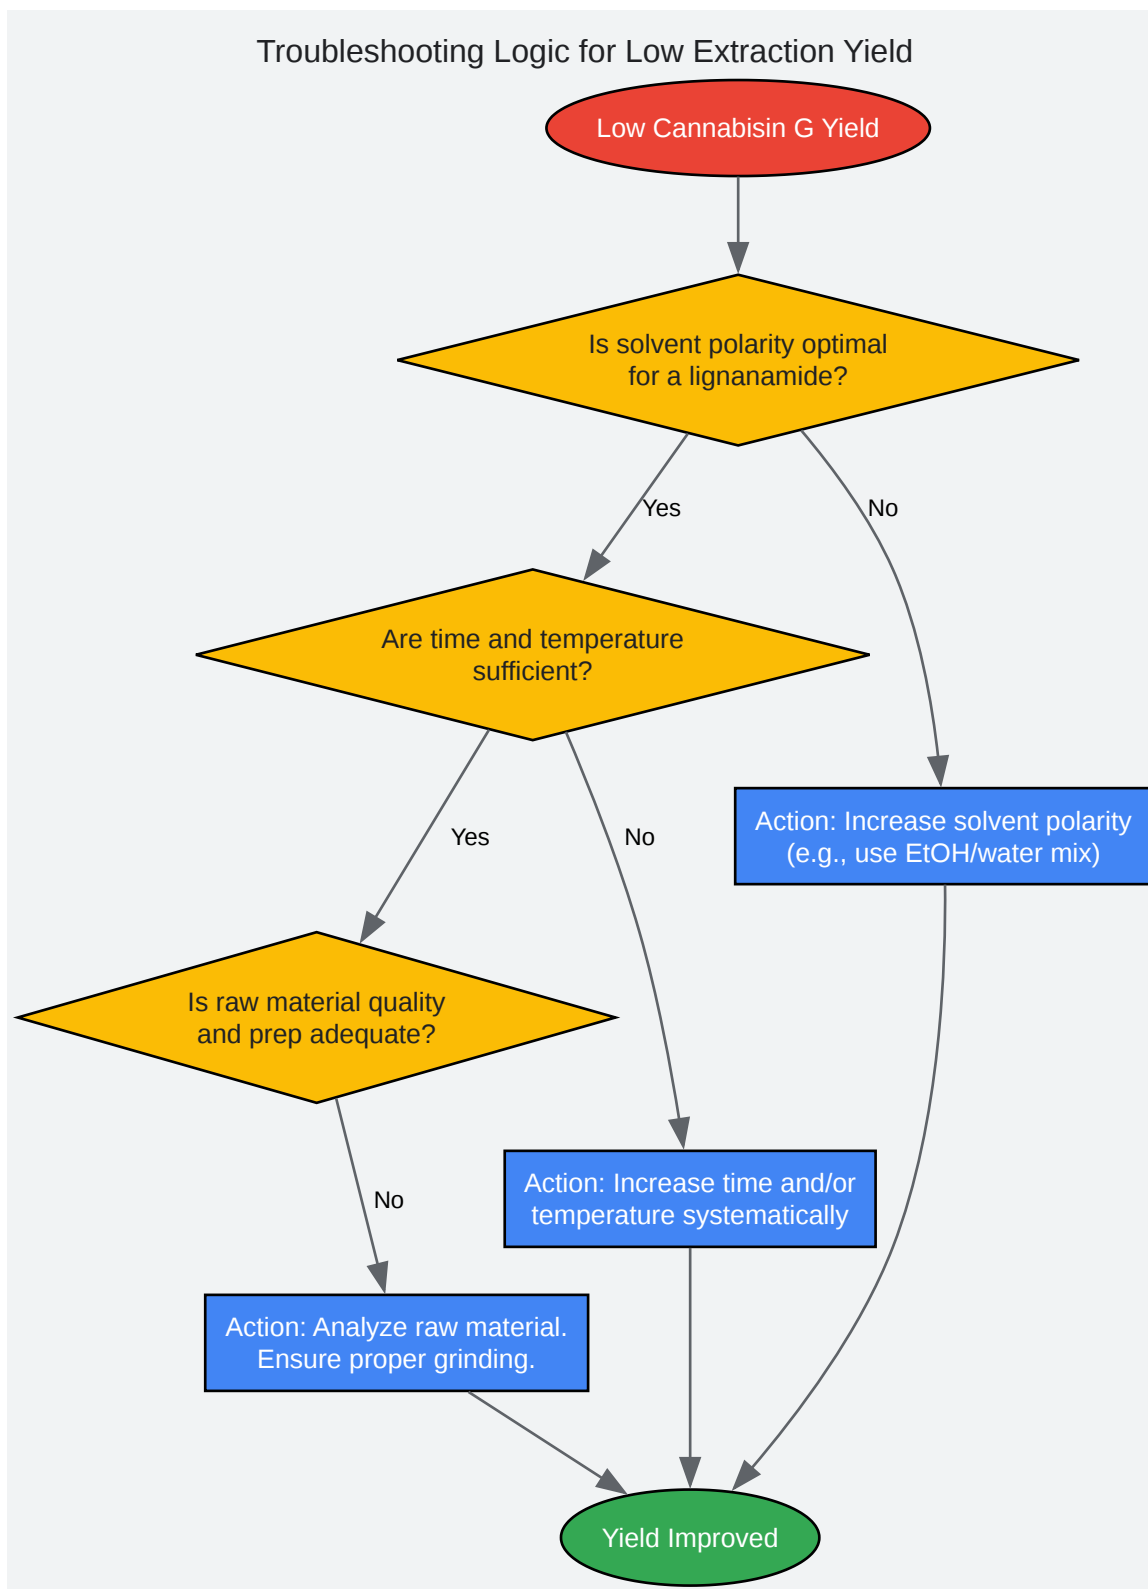 Troubleshooting Logic for Low Extraction Yield
Low Cannabisin G Yield
Is solvent polarity optimal
for a lignanamide?
Yes
No
Are time and temperature
sufficient?
Action: Increase solvent polarity
(e.g., use EtOH/water mix)
Yes
No
Is raw material quality
and prep adequate?
Action: Increase time and/or
temperature systematically
No
Action: Analyze raw material.
Ensure proper grinding.
Yield Improved